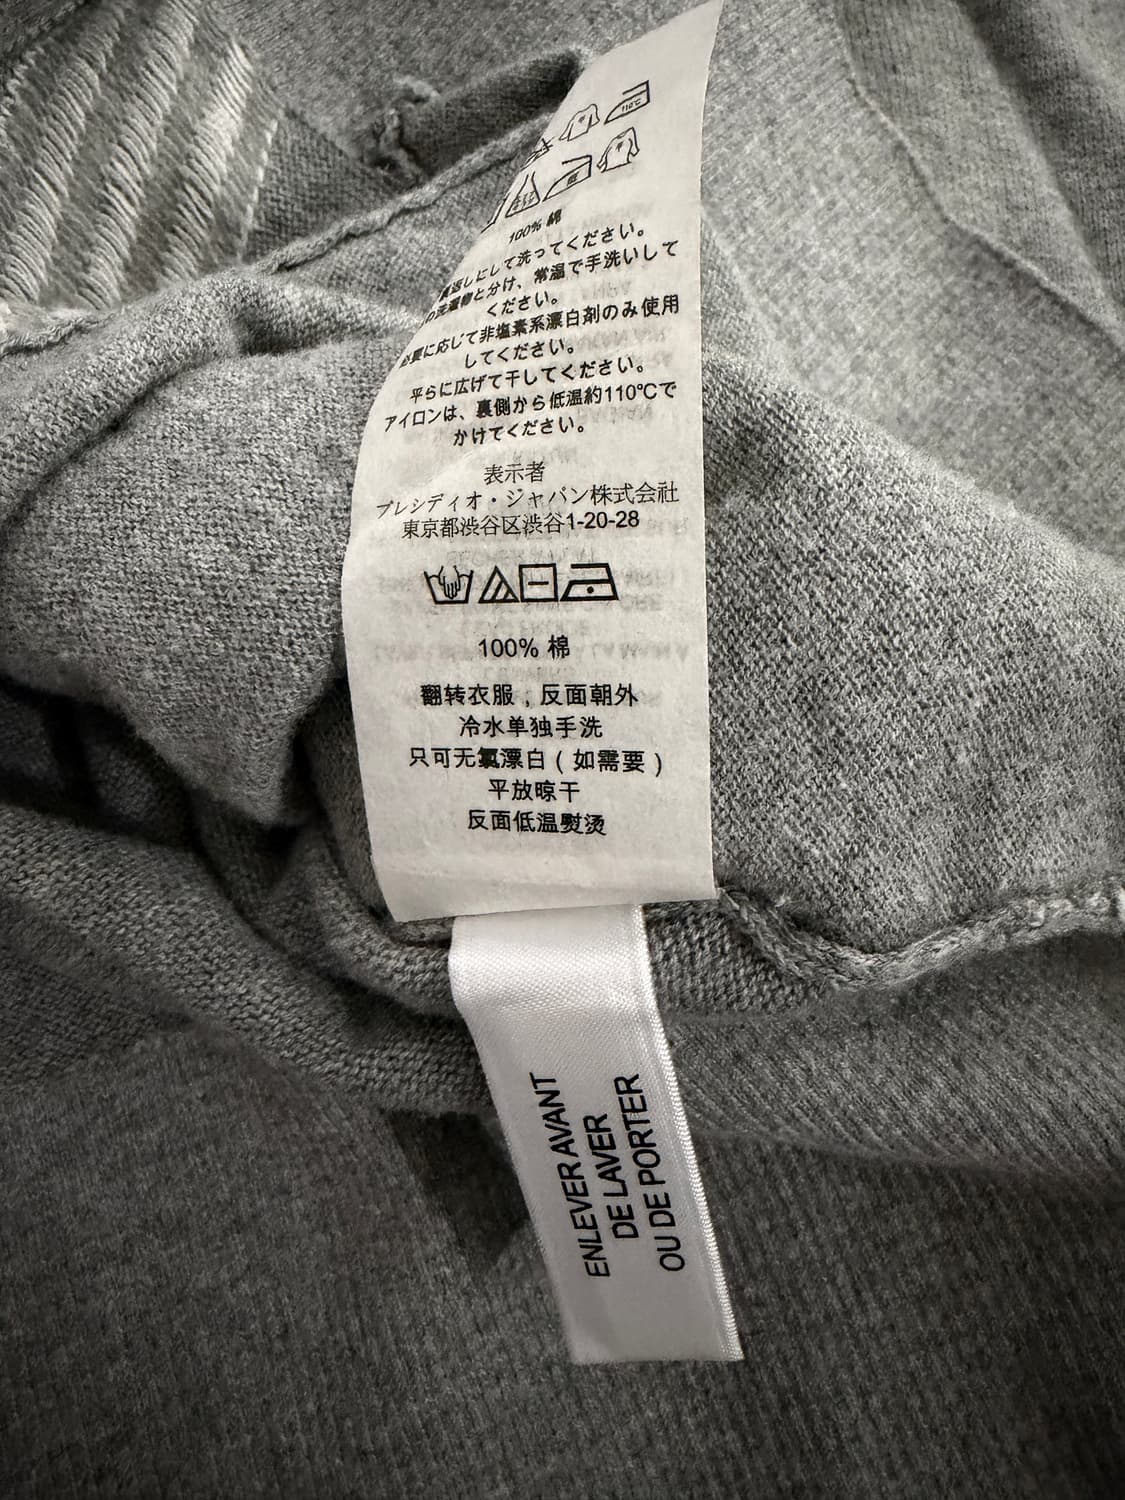 110℃
100% 綿
返しにして洗ってください。
の洗濯物と分け、常温で手洗いして
ください。
必要に応じて非塩素系漂白剤のみ使用
してください。
平らに広げて干してください。
アイロンは、裏側から低温約110℃で
かけてください。
表示者
プレシディオ・ジャパン株式会社
東京都渋谷区渋谷1-20-28
100% 棉
翻转衣服，反面朝外
冷水单独手洗
只可无氯漂白（如需要）
平放晾干
反面低温熨烫
ENLEVER AVANT
DE LAVER
OU DE PORTER